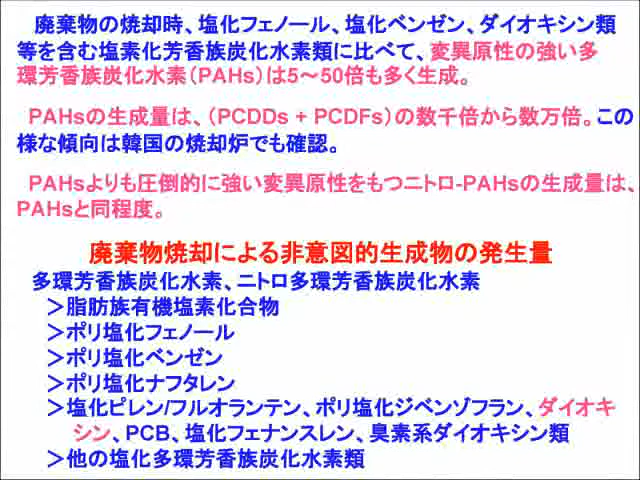 廃棄物の焼却時、塩化フェノール、塩化ベンゼン、ダイオキシン類
等を含む塩素化芳香族炭化水素類に比べて、変異原性の強い多
環芳香族炭化水素（PAHs）は5～50倍も多く生成。
PAHsの生成量は、（PCDDs + PCDFs）の数千倍から数万倍。この
様な傾向は韓国の焼却炉でも確認。
PAHsよりも圧倒的に強い変異原性をもつニトロ-PAHsの生成量は、
PAHsと同程度。
廃棄物焼却による非意図的生成物の発生量
多環芳香族炭化水素、ニトロ多環芳香族炭化水素
＞脂肪族有機塩素化合物
＞ポリ塩化フェノール
＞ポリ塩化ベンゼン
＞ポリ塩化ナフタレン
＞塩化ピレン/フルオランテン、ポリ塩化ジベンゾフラン、ダイオキ
シン、PCB、塩化フェナンスレン、臭素系ダイオキシン類
＞他の塩化多環芳香族炭化水素類